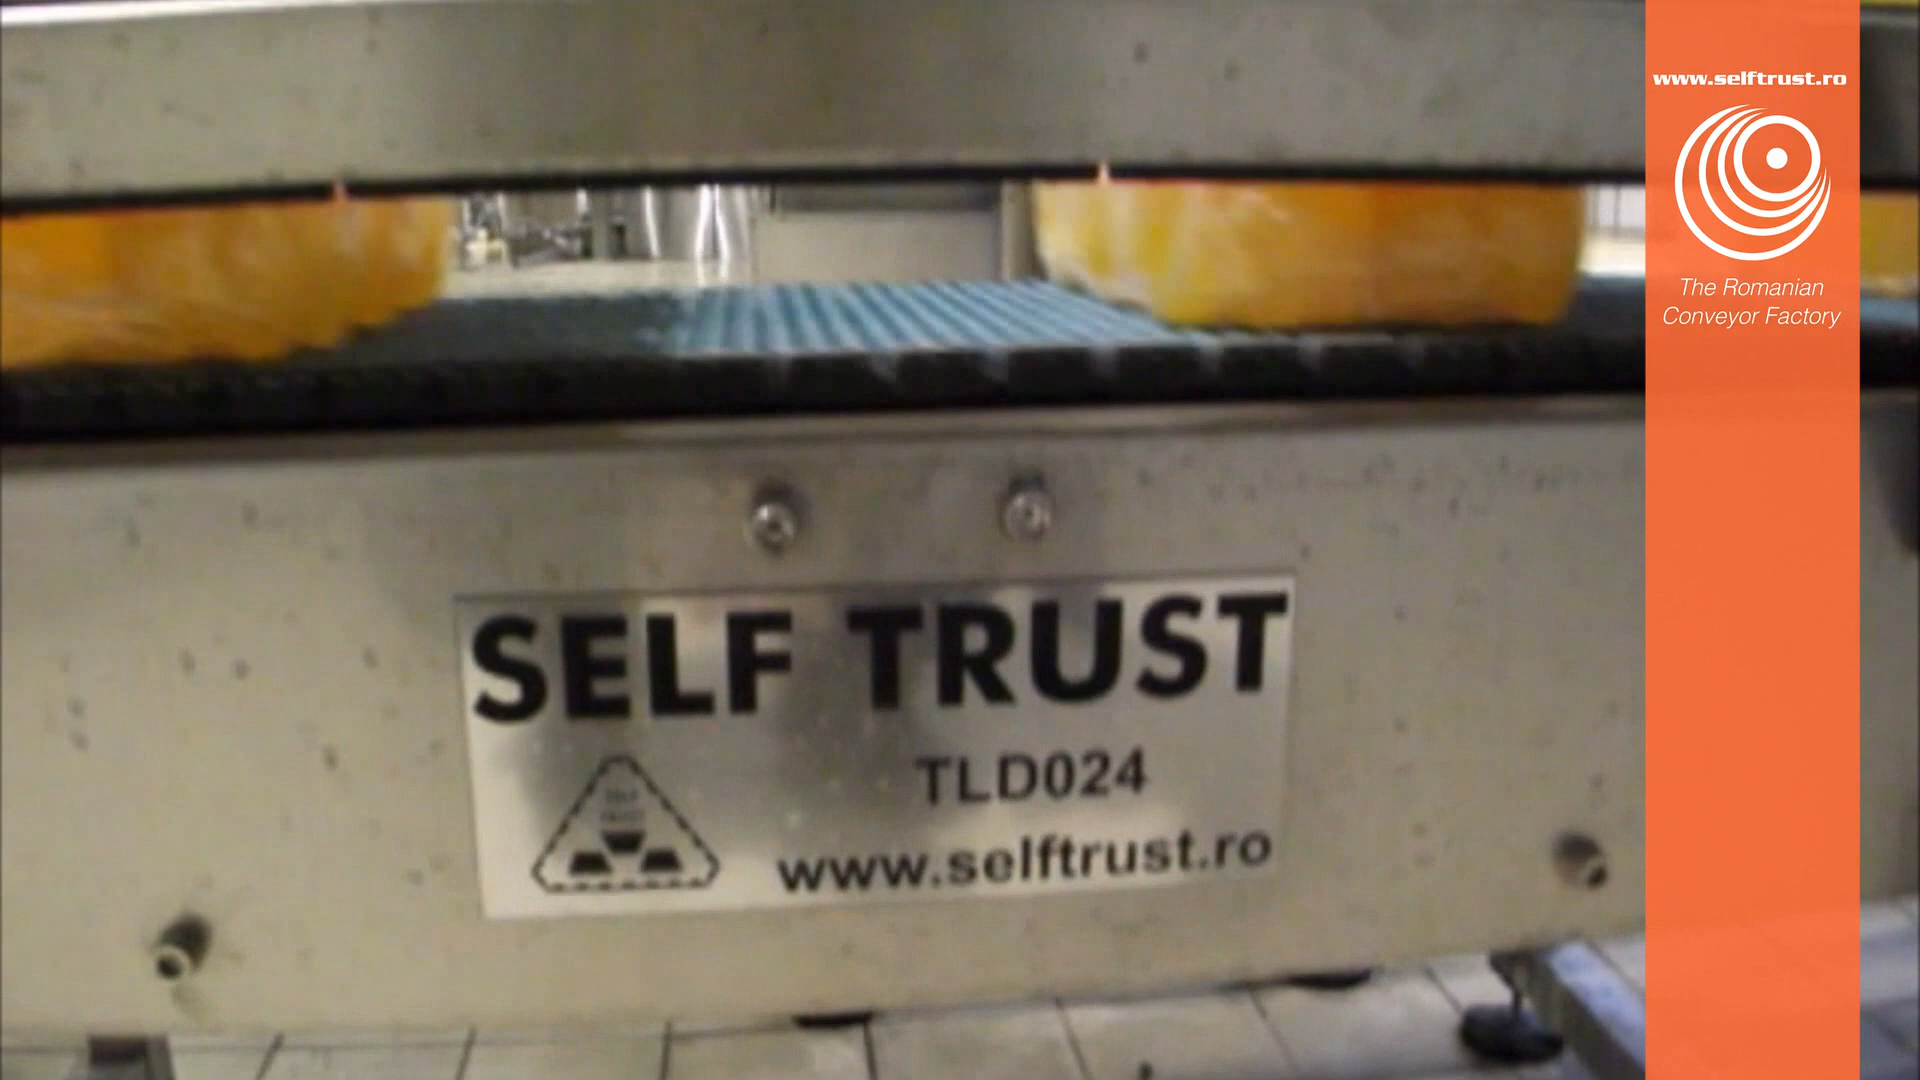 SELF TRUST
TLD024
www.selftrust.ro
www.selftrust.ro
The Romanian
Conveyor Factory